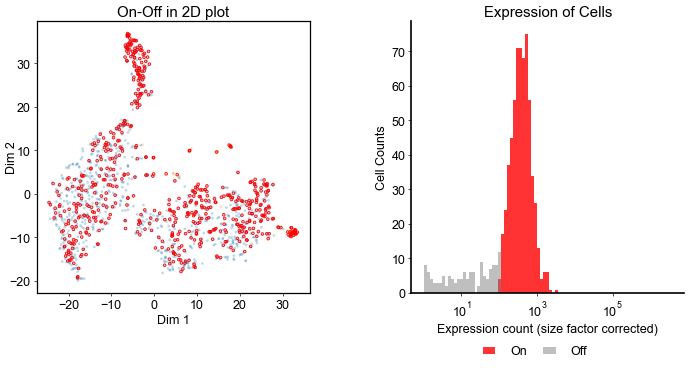 On-Off in 2D plot
Expression of Cells
Dim 2
30
20
10
0
−10
−20
−20 −10 0 10 20 30
Dim 1
Cell Counts
70
60
50
40
30
20
10
0
10^1 10^3 10^5
Expression count (size factor corrected)
On Off